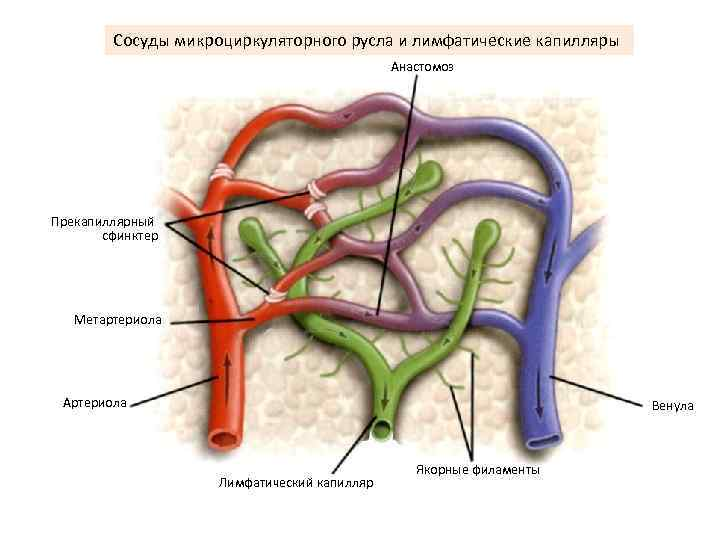 Сосуды микроциркуляторного русла и лимфатические капилляры
Анастомоз
Прекапиллярный
сфинктер
Метартериола
Артериола
Венула
Якорные филаменты
Лимфатический капилляр